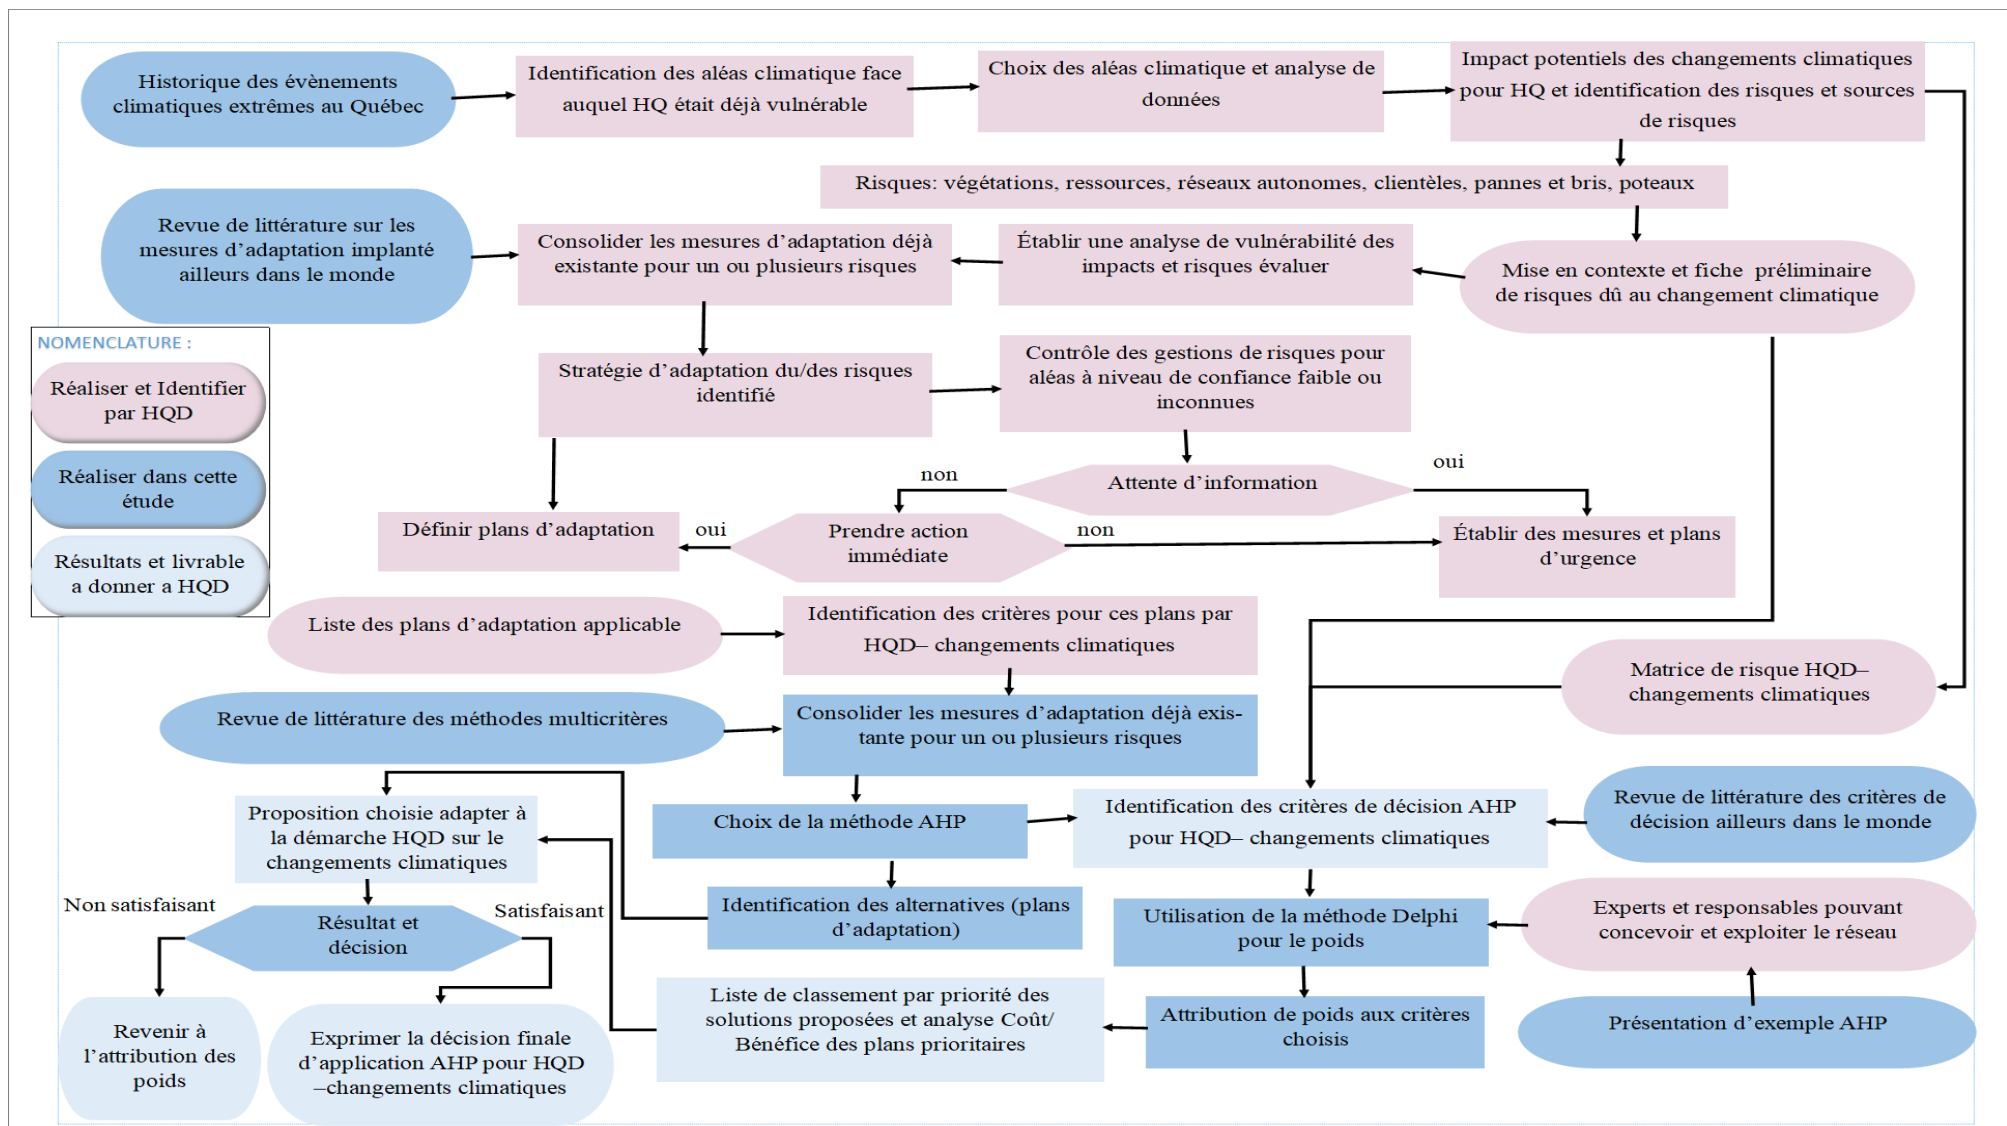 Historique des évènements
climatiques extrêmes au Québec
Identification des aléas climatique face
auquel HQ était déjà vulnérable
Choix des aléas climatique et analyse de
données
Impact potentiels des changements climatiques
pour HQ et identification des risques et sources
de risques
Risques: végétations, ressources, réseaux autonomes, clientèles, pannes et bris, poteaux
Revue de littérature sur les
mesures d’adaptation implanté
ailleurs dans le monde
Consolider les mesures d’adaptation déjà
existante pour un ou plusieurs risques
Établir une analyse de vulnérabilité des
impacts et risques évaluer
Mise en contexte et fiche préliminaire
de risques dû au changement climatique
NOMENCLATURE :
Réaliser et Identifier
par HQD
Réaliser dans cette
étude
Résultats et livrable
a donner a HQD
Stratégie d’adaptation du/des risques
identifié
Contrôle des gestions de risques pour
aléas à niveau de confiance faible ou
inconnues
non
Attente d’information
oui
Définir plans d’adaptation
oui
Prendre action
immédiate
non
Établir des mesures et plans
d’urgence
Liste des plans d’adaptation applicable
Identification des critères pour ces plans par
HQD– changements climatiques
Matrice de risque HQD–
changements climatiques
Revue de littérature des méthodes multicritères
Consolider les mesures d’adaptation déjà exis-
tante pour un ou plusieurs risques
Proposition choisie adapter à
la démarche HQD sur le
changements climatiques
Choix de la méthode AHP
Identification des critères de décision AHP
pour HQD– changements climatiques
Revue de littérature des critères de
décision ailleurs dans le monde
Non satisfaisant
Résultat et
décision
Satisfaisant
Identification des alternatives (plans
d’adaptation)
Utilisation de la méthode Delphi
pour le poids
Experts et responsables pouvant
concevoir et exploiter le réseau
Revenir à
l’attribution des
poids
Exprimer la décision finale
d’application AHP pour HQD
–changements climatiques
Liste de classement par priorité des
solutions proposées et analyse Coût/
Bénéfice des plans prioritaires
Attribution de poids aux critères
choisis
Présentation d’exemple AHP